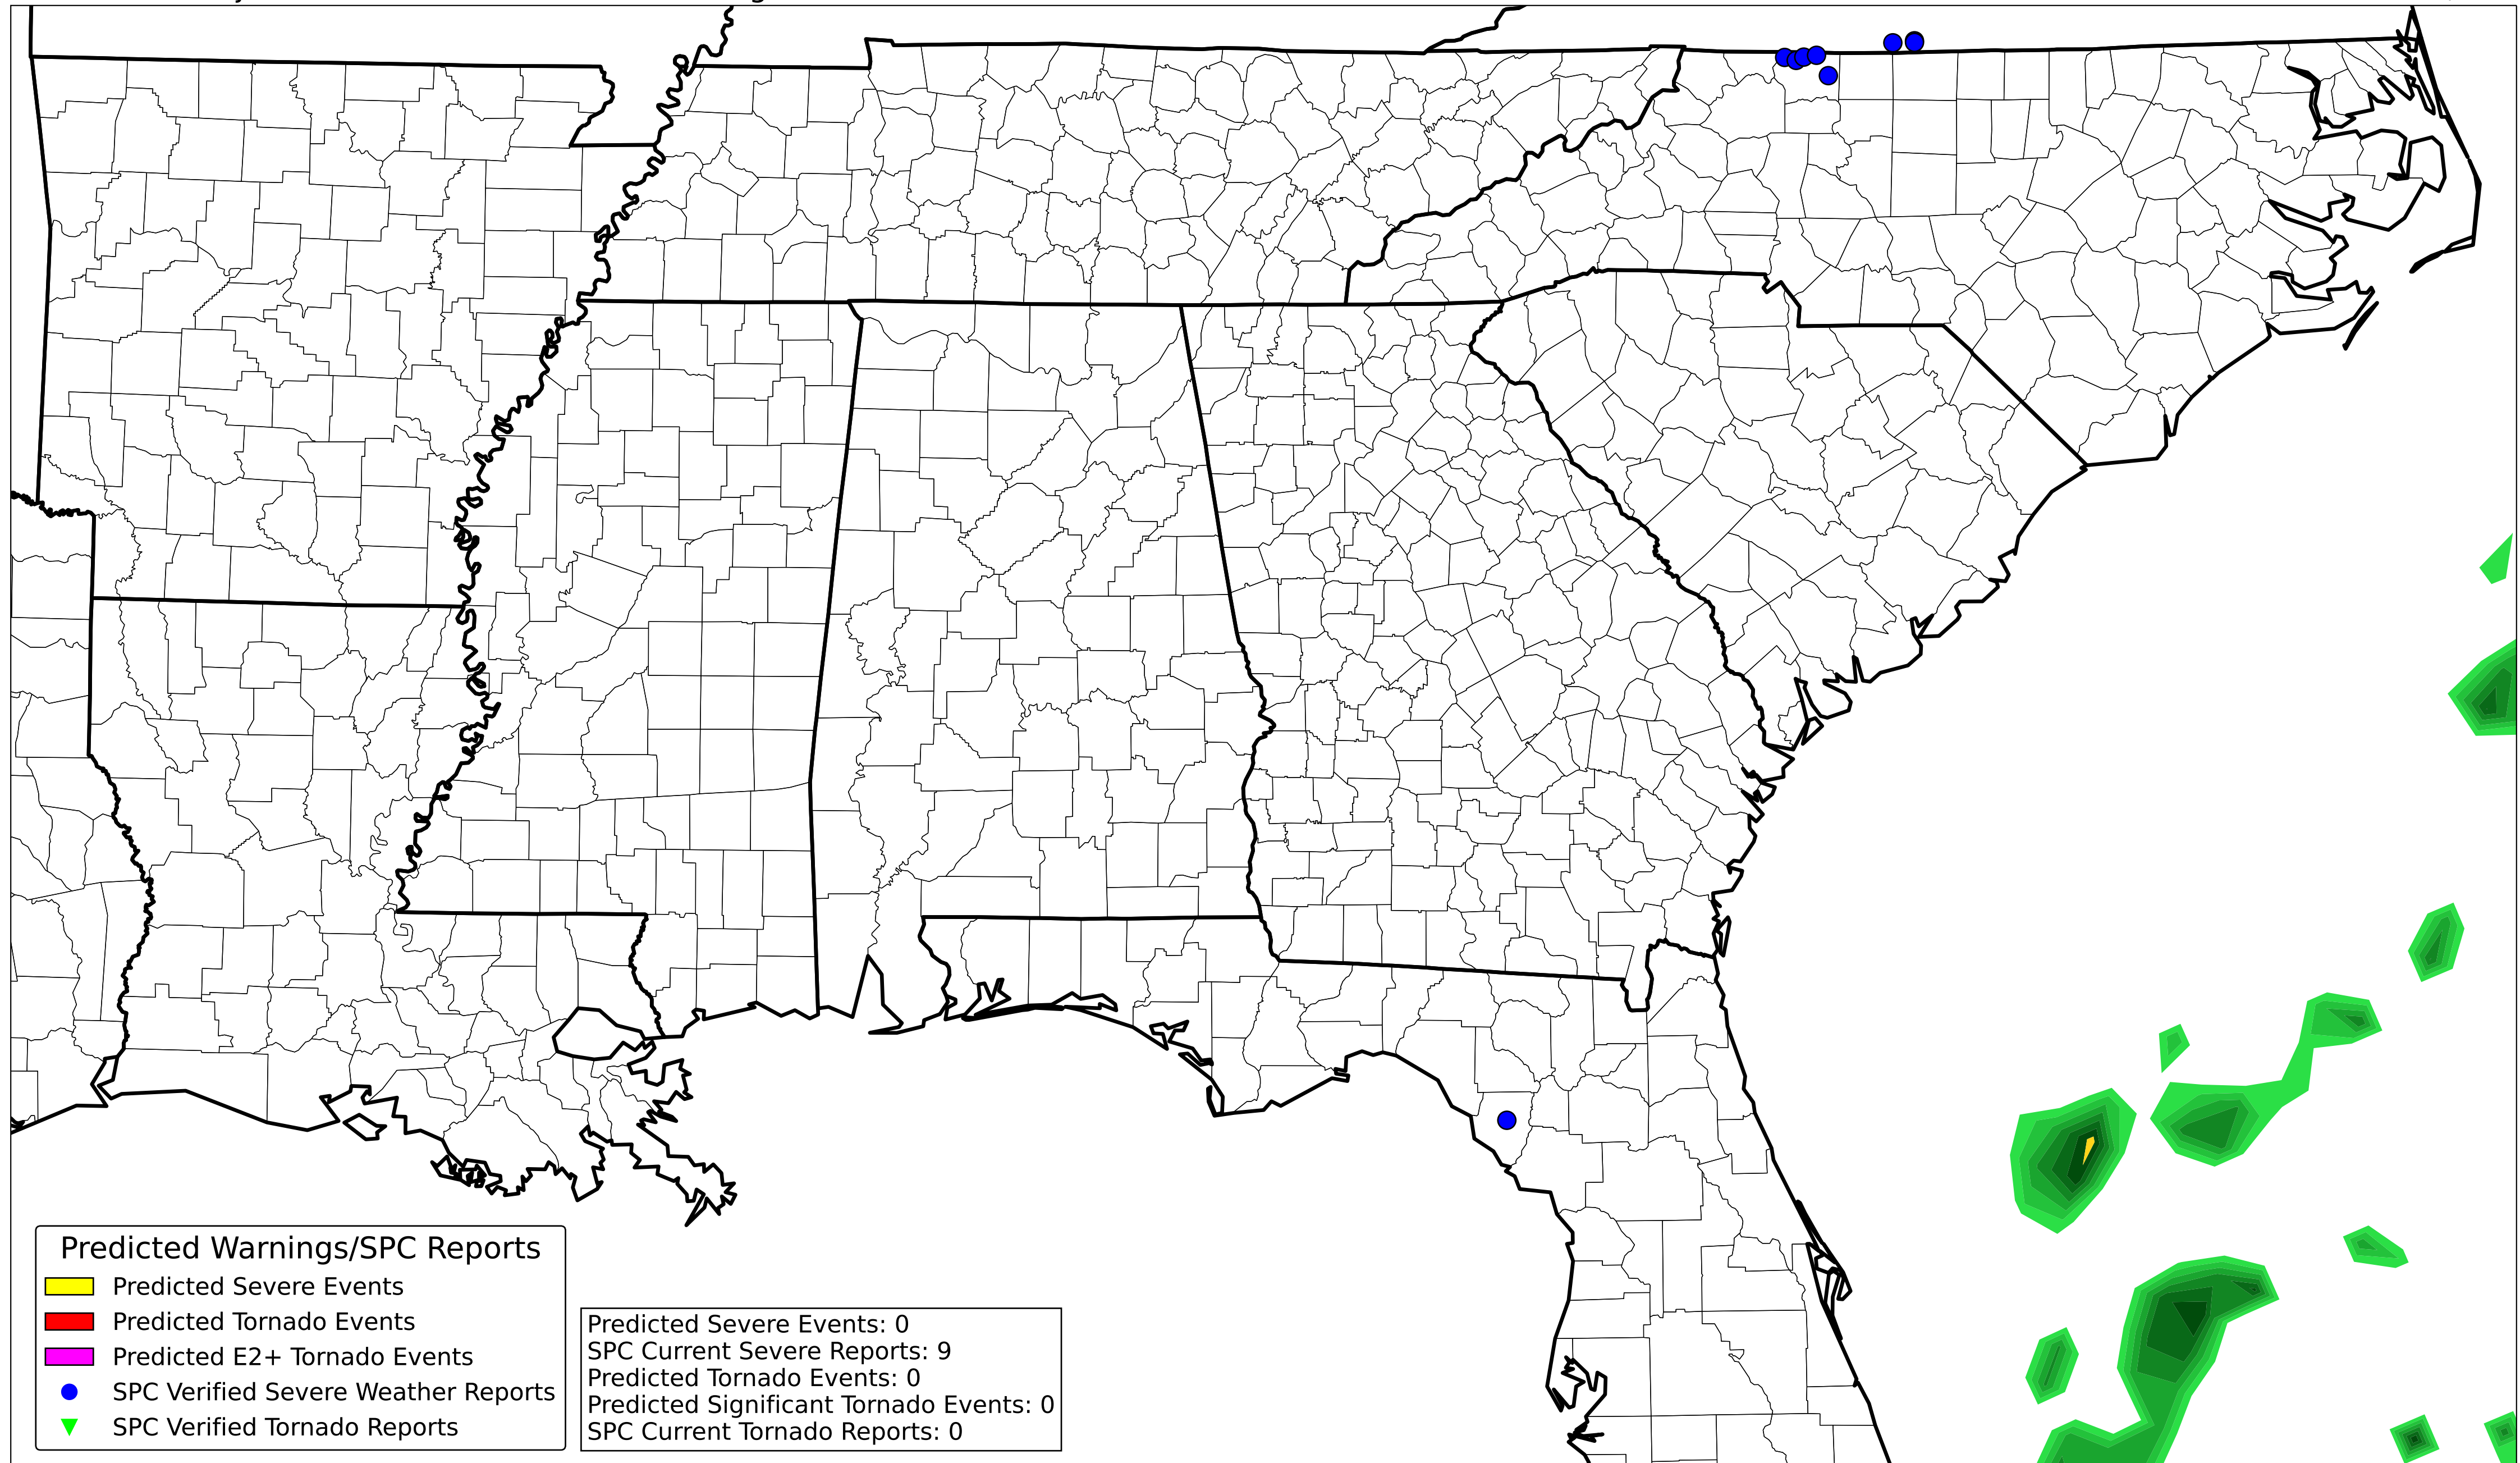 Predicted Warnings/SPC Reports
Predicted Severe Events
Predicted Tornado Events
Predicted E2+ Tornado Events
SPC Verified Severe Weather Reports
SPC Verified Tornado Reports
Predicted Severe Events: 0
SPC Current Severe Reports: 9
Predicted Tornado Events: 0
Predicted Significant Tornado Events: 0
SPC Current Tornado Reports: 0